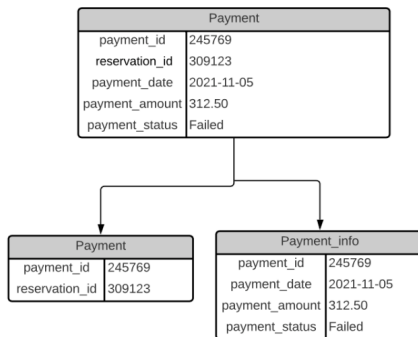 Payment
payment_id 245769
reservation_id 309123
payment_date 2021-11-05
payment_amount 312.50
payment_status Failed
Payment
payment_id 245769
reservation_id 309123
Payment_info
payment_id 245769
payment_date 2021-11-05
payment_amount 312.50
payment_status Failed